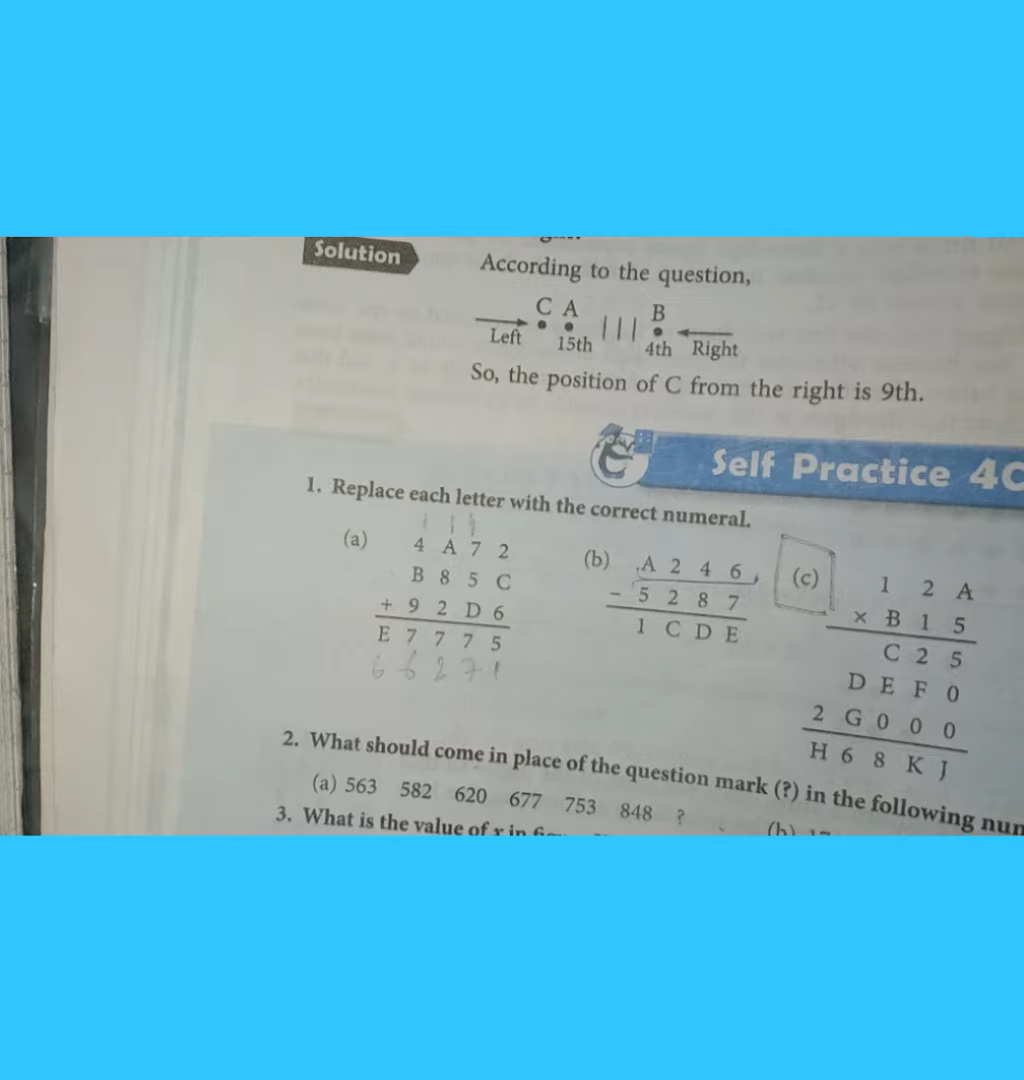 Solution
According to the question,
C A B
Left 15th 4th Right
So, the position of C from the right is 9th.
Self Practice 4C
1. Replace each letter with the correct numeral.
(a)
4 A 7 2
B 8 5 C
+ 9 2 D 6
E 7 7 7 5
6 6 2 7 1
(b)
A 2 4 6
- 5 2 8 7
1 C D E
(c)
1 2 A
× B 1 5
C 2 5
D E F 0
2 G 0 0 0
H 6 8 K J
2. What should come in place of the question mark (?) in the following
(a) 563 582 620 677 753 848 ?
(b)
3. What is the value of x in